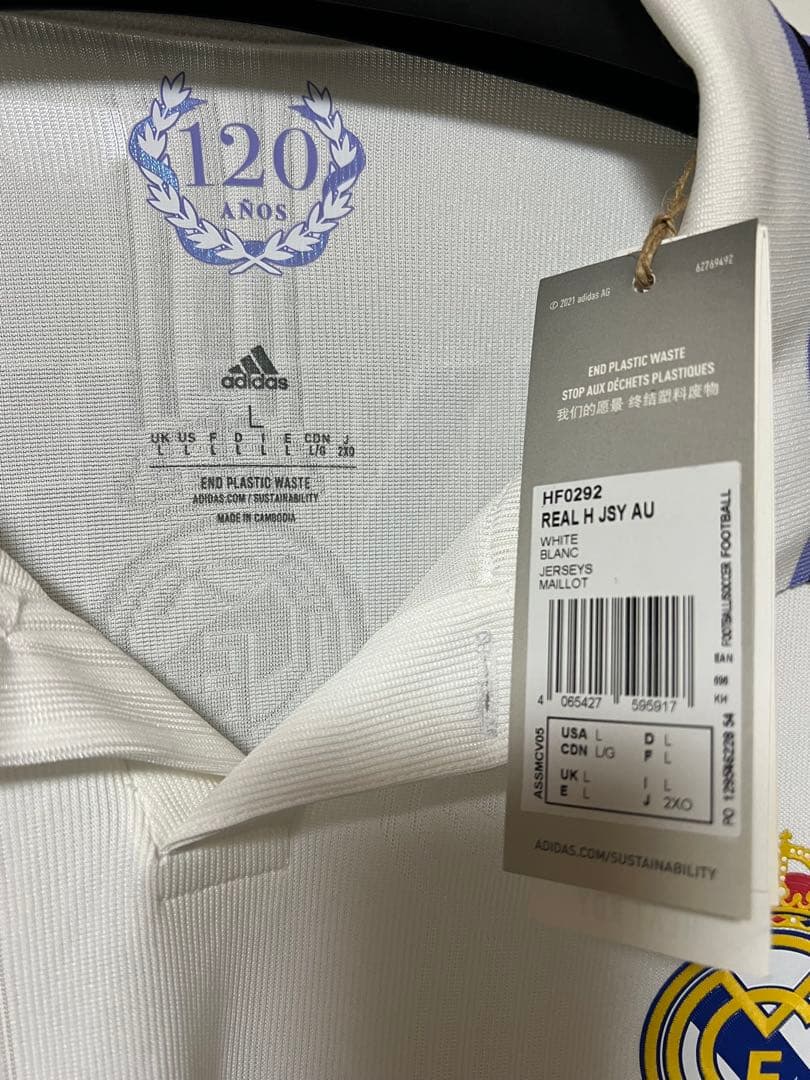 120
AÑOS
adidas
L
UK US F D I E CDN J
L L L L L L L/G 2XO
END PLASTIC WASTE
ADIDAS.COM / SUSTAINABILITY
MADE IN CAMBODIA
© 2021 adidas AG
62769492
END PLASTIC WASTE
STOP AUX DÉCHETS PLASTIQUES
我们的愿景 终结塑料废物
HF0292
REAL H JSY AU
WHITE
BLANC
JERSEYS
MAILLOT
4 065427 595917
ASSMCV05
USA L D L
CDN L/G F L
UK L I L
E L J 2XO
FOOTBALL/SOCCER FOOTBALL
EAN
696
KH
ADIDAS.COM/SUSTAINABILITY